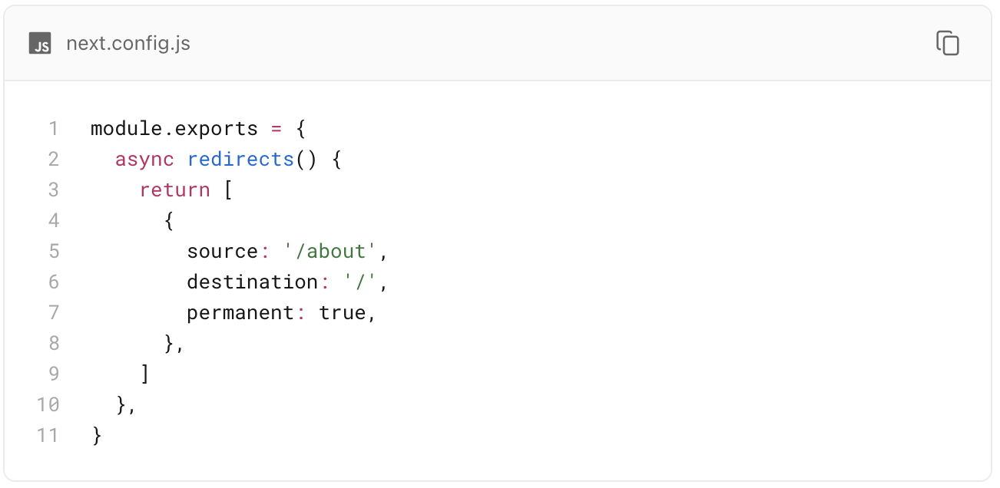 JS next.config.js
1 module.exports = {
2   async redirects() {
3     return [
4       {
5         source: '/about',
6         destination: '/',
7         permanent: true,
8       },
9     ]
10   },
11 }